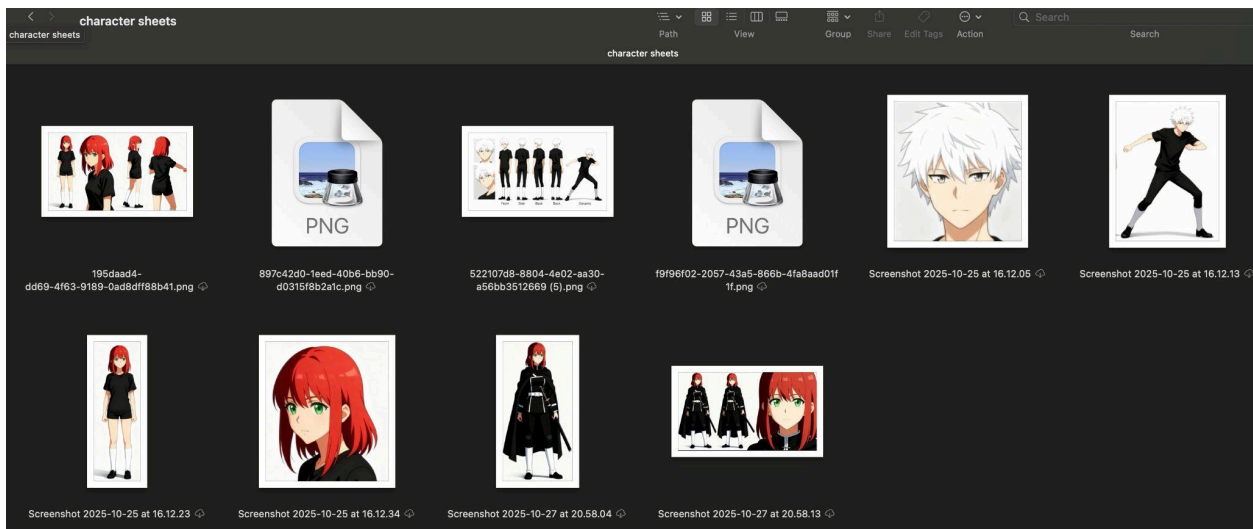 character sheets
character sheets
Path
View
Group
Share
Edit Tags
Action
Search
Search
character sheets
PNG
PNG
195daad4-
dd69-4f63-9189-0ad8dff88b41.png
897c42d0-1eed-40b6-bb90-
d0315f8b2a1c.png
522107d8-8804-4e02-aa30-
a56bb3512669 (5).png
f9f96f02-2057-43a5-866b-4fa8aad01f
1f.png
Screenshot 2025-10-25 at 16.12.05
Screenshot 2025-10-25 at 16.12.13
Screenshot 2025-10-25 at 16.12.23
Screenshot 2025-10-25 at 16.12.34
Screenshot 2025-10-27 at 20.58.04
Screenshot 2025-10-27 at 20.58.13